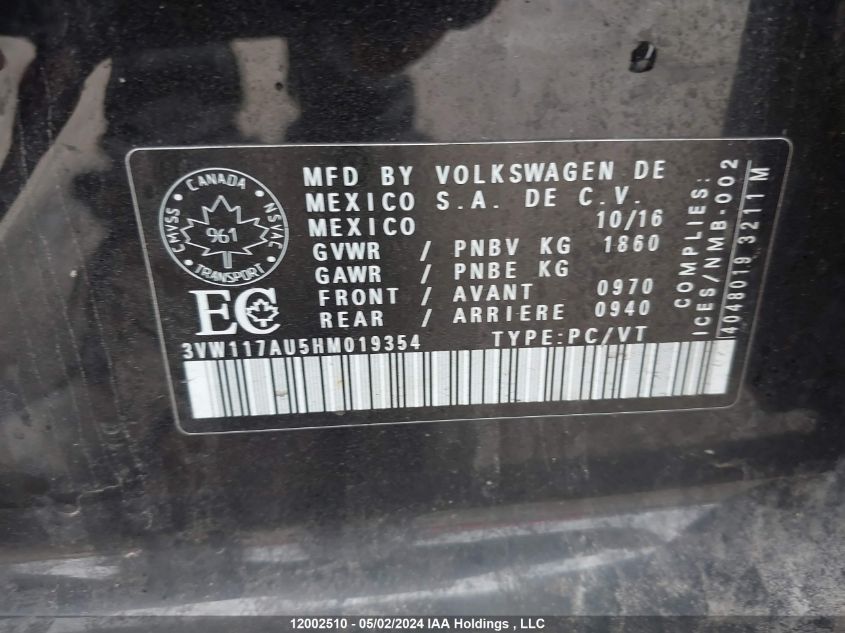 CANADA
CMVSS
NSVAC
961
TRANSPORT
EC
MFD BY VOLKSWAGEN DE
MEXICO S.A. DE C.V.
MEXICO 10/16
GVWR / PNBV KG 1860
GAWR / PNBE KG
FRONT / AVANT 0970
REAR / ARRIERE 0940
3VW117AU5HM019354 TYPE:PC/VT
COMPLIES:
ICES/NMB-002
4048019 3211 M
12002510 - 05/02/2024 IAA Holdings , LLC